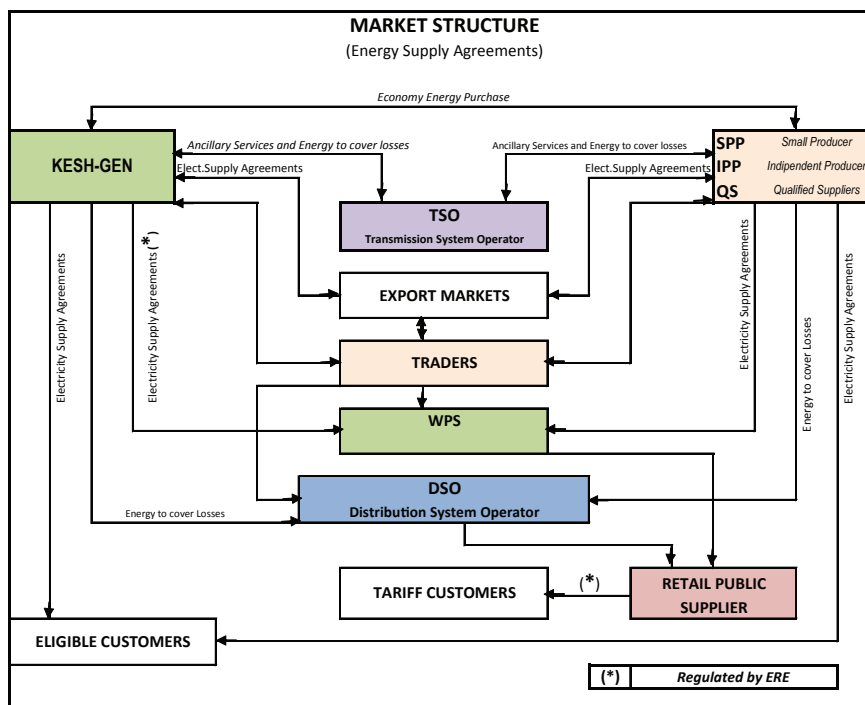 MARKET STRUCTURE
(Energy Supply Agreements)
Economy Energy Purchase
KESH-GEN
Ancillary Services and Energy to cover losses
Elect.Supply Agreements
Ancillary Services and Energy to cover losses
Elect.Supply Agreements
SPP Small Producer
IPP Indipendent Producer
QS Qualified Suppliers
TSO
Transmission System Operator
Electricity Supply Agreements
Electricity Supply Agreements (*)
EXPORT MARKETS
Electricity Supply Agreements
Energy to cover Losses
Electricity Supply Agreements
TRADERS
WPS
DSO
Distribution System Operator
Energy to cover Losses
TARIFF CUSTOMERS
(*)
RETAIL PUBLIC
SUPPLIER
ELIGIBLE CUSTOMERS
(*) Regulated by ERE